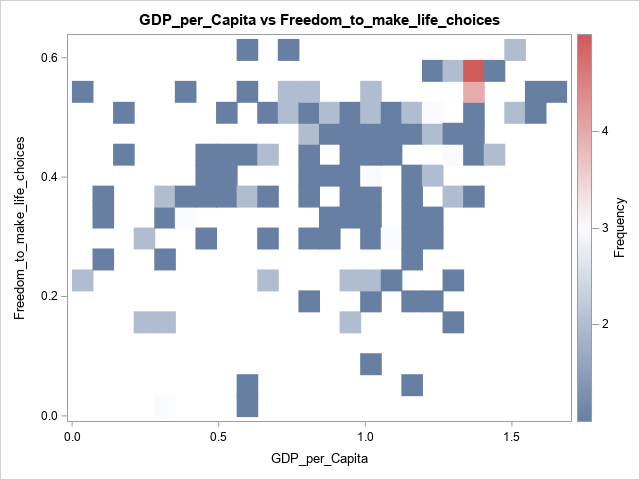 GDP_per_Capita vs Freedom_to_make_life_choices
Freedom_to_make_life_choices
0.6
0.4
0.2
0.0
0.0
0.5
1.0
1.5
GDP_per_Capita
4
3
2
Frequency